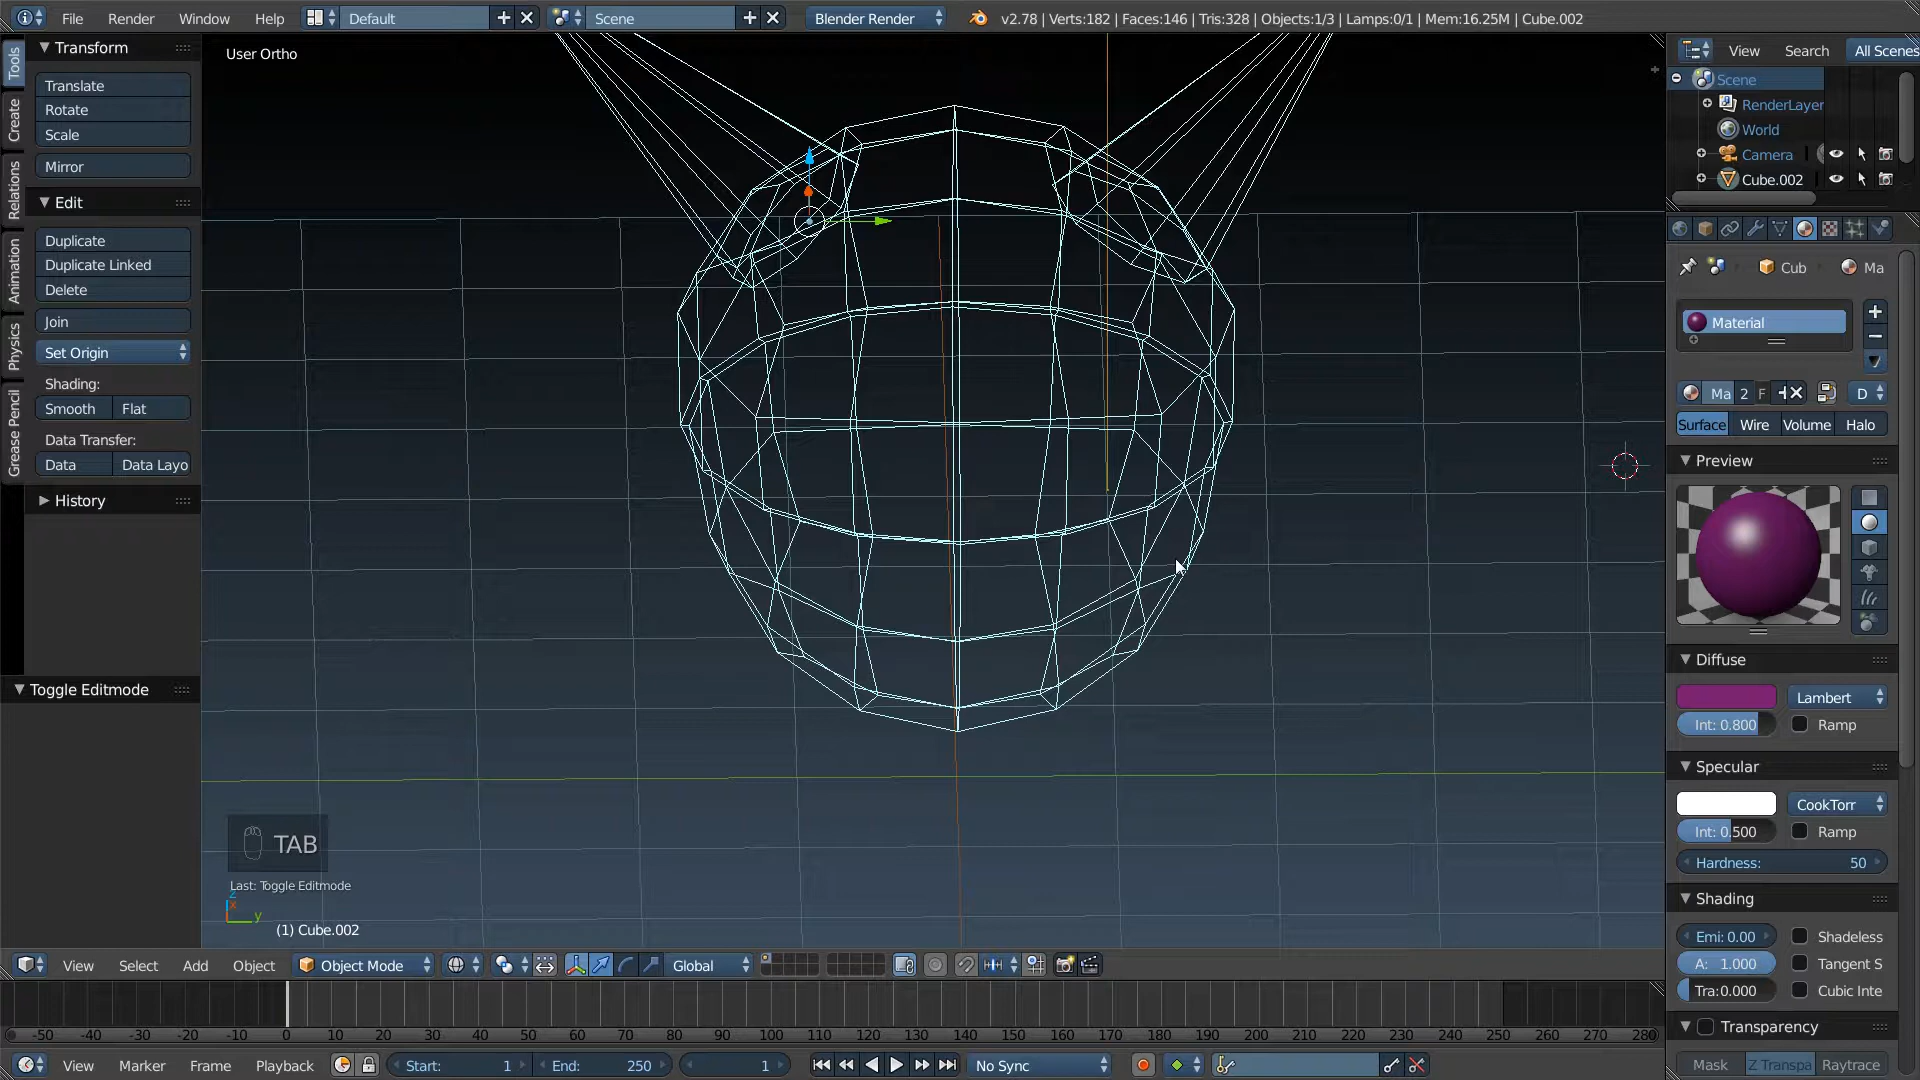 File Render Window Help Default Scene Blender Render v2.78 | Verts:182 | Faces:146 | Tris:328 | Objects:1/3 | Lamps:0/1 | Mem:16.25M | Cube.002
Tools
Create
Relations
Animation
Physics
Grease Pencil
Transform
Translate
Rotate
Scale
Mirror
Edit
Duplicate
Duplicate Linked
Delete
Join
Set Origin
Shading:
Smooth Flat
Data Transfer:
Data Data Layo
History
Toggle Editmode
User Ortho
TAB
Last: Toggle Editmode
z
x
y
(1) Cube.002
View Search All Scenes
Scene
RenderLayer
World
Camera
Cube.002
Cub Ma
Material
Ma 2 F D
Surface Wire Volume Halo
Preview
Diffuse
Lambert
Int: 0.800 Ramp
Specular
CookTorr
Int: 0.500 Ramp
Hardness: 50
Shading
Emi: 0.00 Shadeless
A: 1.000 Tangent S
Tra:0.000 Cubic Inte
Transparency
Mask Z Transpa Raytrace
View Select Add Object Object Mode Global
-50 -40 -30 -20 -10 0 10 20 30 40 50 60 70 80 90 100 110 120 130 140 150 160 170 180 190 200 210 220 230 240 250 260 270 280
View Marker Frame Playback Start: 1 End: 250 1 No Sync